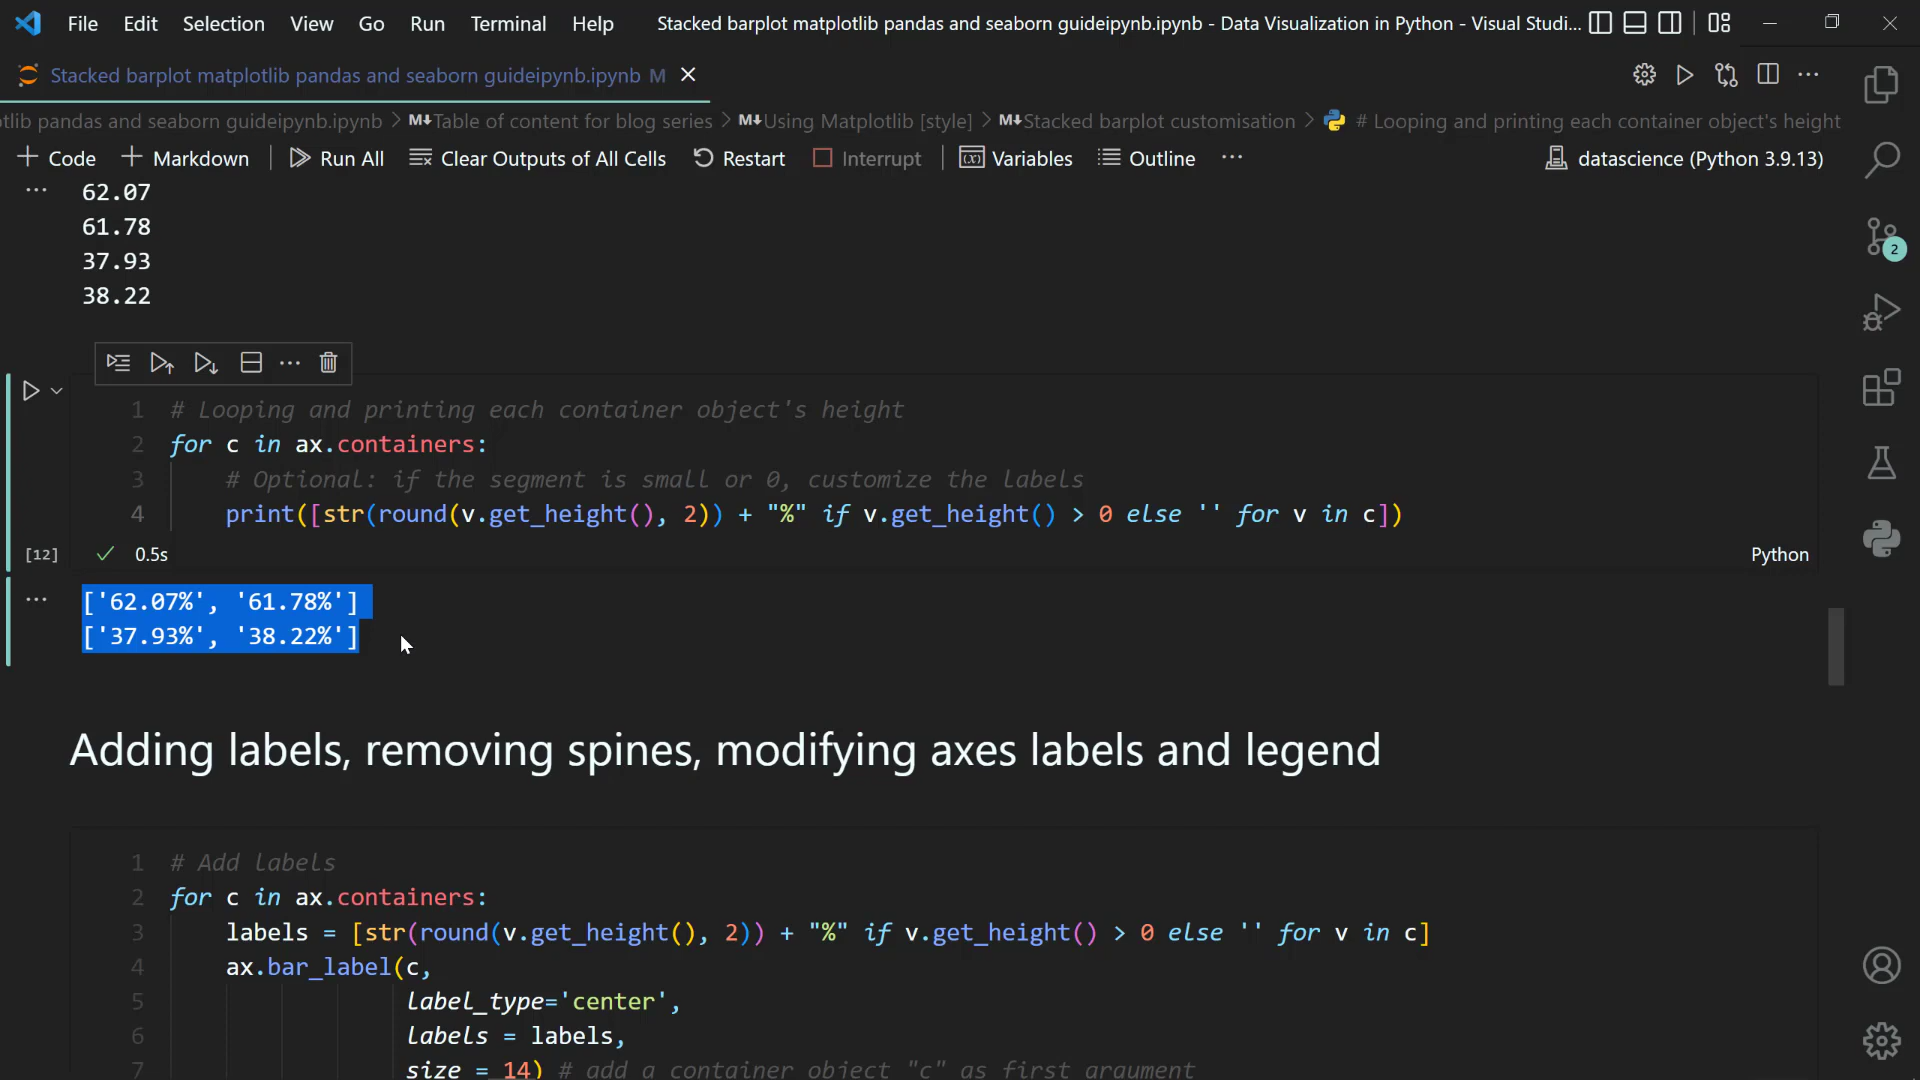 File Edit Selection View Go Run Terminal Help Stacked barplot matplotlib pandas and seaborn guideipynb.ipynb - Data Visualization in Python - Visual Studi...
Stacked barplot matplotlib pandas and seaborn guideipynb.ipynb M
otlib pandas and seaborn guideipynb.ipynb > M↓Table of content for blog series > M↓Using Matplotlib [style] > M↓Stacked barplot customisation > # Looping and printing each container object's height
+ Code + Markdown | Run All Clear Outputs of All Cells Restart Interrupt | Variables Outline ... datascience (Python 3.9.13)
2
... 62.07
61.78
37.93
38.22
1 # Looping and printing each container object's height
2 for c in ax.containers:
3 # Optional: if the segment is small or 0, customize the labels
4 print([str(round(v.get_height(), 2)) + "%" if v.get_height() > 0 else '' for v in c])
[12] ✓ 0.5s Python
... ['62.07%', '61.78%']
['37.93%', '38.22%']
Adding labels, removing spines, modifying axes labels and legend
1 # Add labels
2 for c in ax.containers:
3 labels = [str(round(v.get_height(), 2)) + "%" if v.get_height() > 0 else '' for v in c]
4 ax.bar_label(c,
5 label_type='center',
6 labels = labels,
7 size = 14) # add a container object "c" as first argument